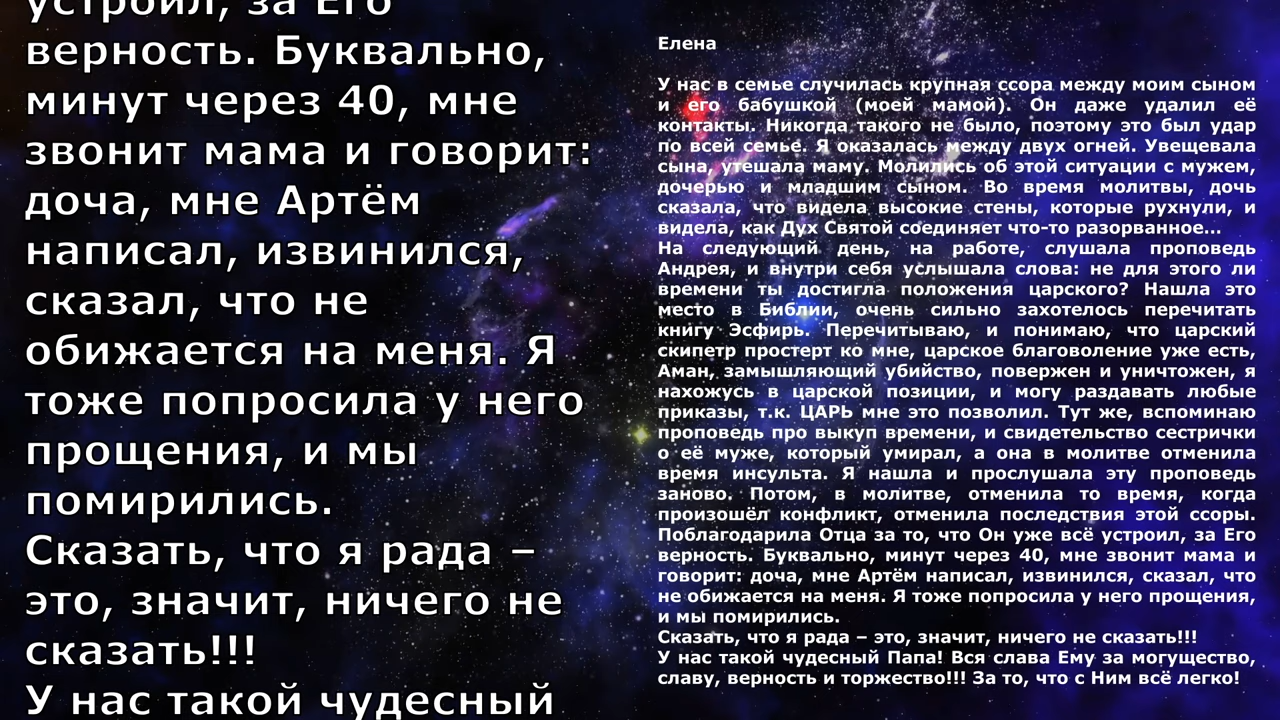 устроил, за Его
верность. Буквально,
минут через 40, мне
звонит мама и говорит:
доча, мне Артём
написал, извинился,
сказал, что не
обижается на меня. Я
тоже попросила у него
прощения, и мы
помирились.
Сказать, что я рада –
это, значит, ничего не
сказать!!!
У нас такой чудесный
Елена
У нас в семье случилась крупная ссора между моим сыном
и его бабушкой (моей мамой). Он даже удалил её
контакты. Никогда такого не было, поэтому это был удар
по всей семье. Я оказалась между двух огней. Увещевала
сына, утешала маму. Молились об этой ситуации с мужем,
дочерью и младшим сыном. Во время молитвы, дочь
сказала, что видела высокие стены, которые рухнули, и
видела, как Дух Святой соединяет что-то разорванное...
На следующий день, на работе, слушала проповедь
Андрея, и внутри себя услышала слова: не для этого ли
времени ты достигла положения царского? Нашла это
место в Библии, очень сильно захотелось перечитать
книгу Эсфирь. Перечитываю, и понимаю, что царский
скипетр простерт ко мне, царское благоволение уже есть,
Аман, замышляющий убийство, повержен и уничтожен, я
нахожусь в царской позиции, и могу раздавать любые
приказы, т.к. ЦАРЬ мне это позволил. Тут же, вспоминаю
проповедь про выкуп времени, и свидетельство сестрички
о её муже, который умирал, а она в молитве отменила
время инсульта. Я нашла и прослушала эту проповедь
заново. Потом, в молитве, отменила то время, когда
произошёл конфликт, отменила последствия этой ссоры.
Поблагодарила Отца за то, что Он уже всё устроил, за Его
верность. Буквально, минут через 40, мне звонит мама и
говорит: доча, мне Артём написал, извинился, сказал, что
не обижается на меня. Я тоже попросила у него прощения,
и мы помирились.
Сказать, что я рада – это, значит, ничего не сказать!!!
У нас такой чудесный Папа! Вся слава Ему за могущество,
славу, верность и торжество!!! За то, что с Ним всё легко!